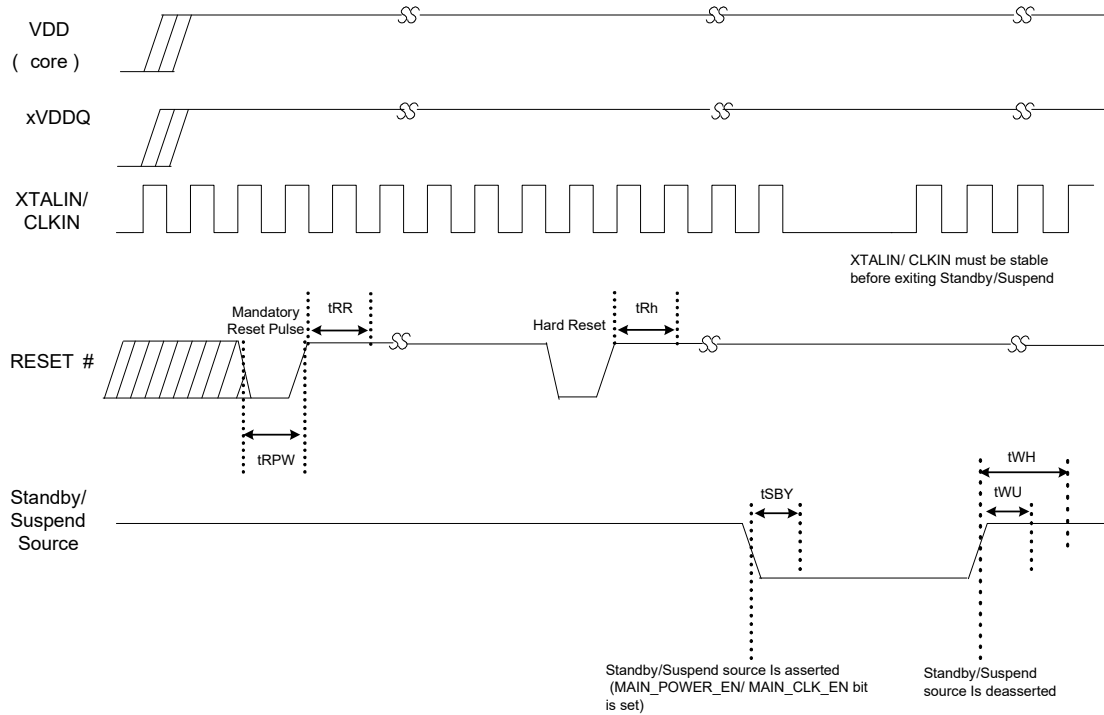 VDD
( core )
xVDDQ
XTALIN/
CLKIN
XTALIN/ CLKIN must be stable
before exiting Standby/Suspend
Mandatory
Reset Pulse
tRR
Hard Reset
tRh
RESET #
tRPW
Standby/
Suspend
Source
tSBY
tWH
tWU
Standby/Suspend source Is asserted
(MAIN_POWER_EN/ MAIN_CLK_EN bit
is set)
Standby/Suspend
source Is deasserted